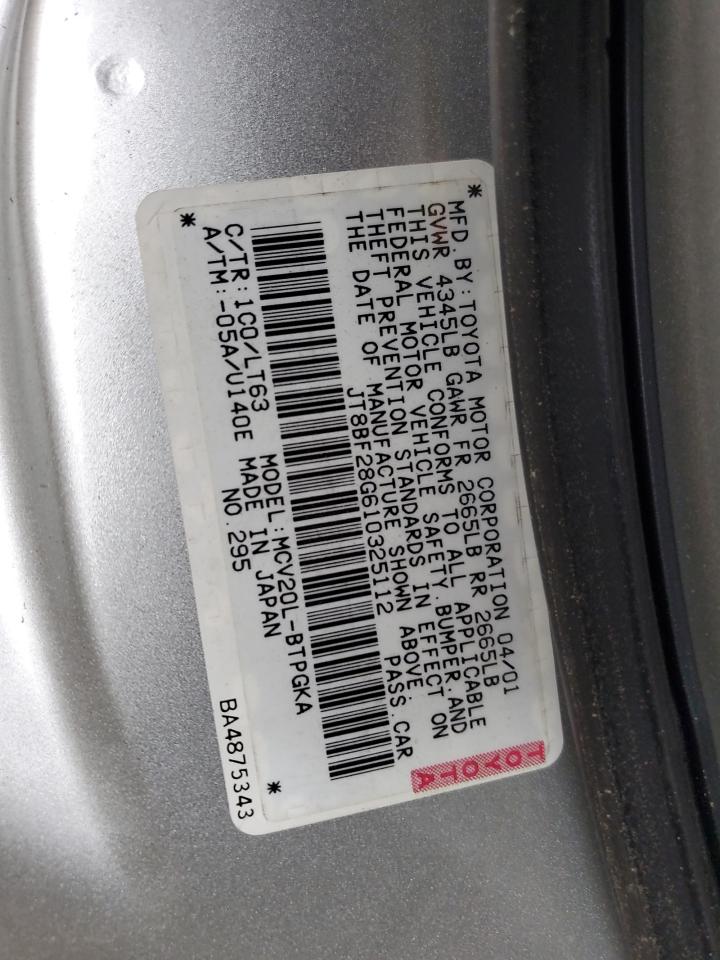 *
MFD. BY: TOYOTA MOTOR CORPORATION 04/01
GVWR 4345LB GAWR FR 2665LB RR 2665LB
THIS VEHICLE CONFORMS TO ALL APPLICABLE
FEDERAL MOTOR VEHICLE SAFETY. BUMPER. AND
THEFT PREVENTION STANDARDS IN EFFECT ON
THE DATE OF MANUFACTURE SHOWN ABOVE.
JT8BF28G610325112 PASS. CAR
TOYOTA
C/TR: 1C0/LT63 MODEL: MCV20L-BTPGKA
A/TM: -05A/U140E MADE IN JAPAN
* NO. 295 *
BA4875343